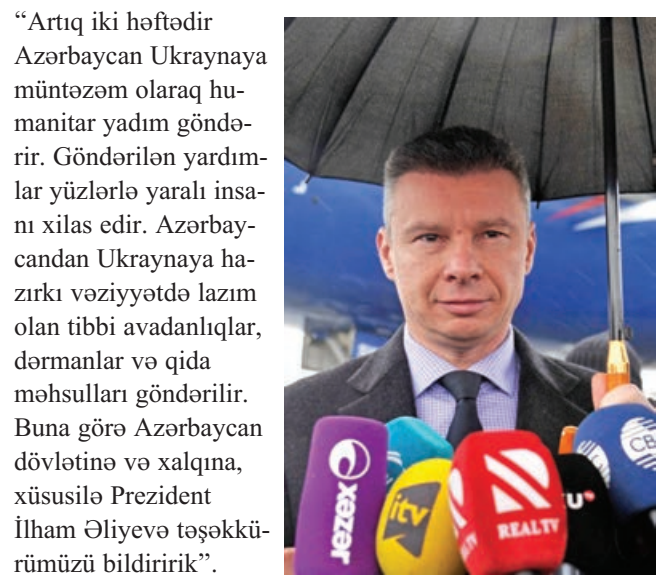 “Artıq iki həftədir
Azərbaycan Ukraynaya
müntəzəm olaraq hu-
manitar yadım göndə-
rir. Göndərilən yardım-
lar yüzlərlə yaralı insa-
nı xilas edir. Azərbay-
candan Ukraynaya ha-
zırkı vəziyyətdə lazım
olan tibbi avadanlıqlar,
dərmanlar və qida
məhsulları göndərilir.
Buna görə Azərbaycan
dövlətinə və xalqına,
xüsusilə Prezident
İlham Əliyevə təşəkkü-
rümüzü bildiririk”.
xəzər
itv
REAL TV
CB